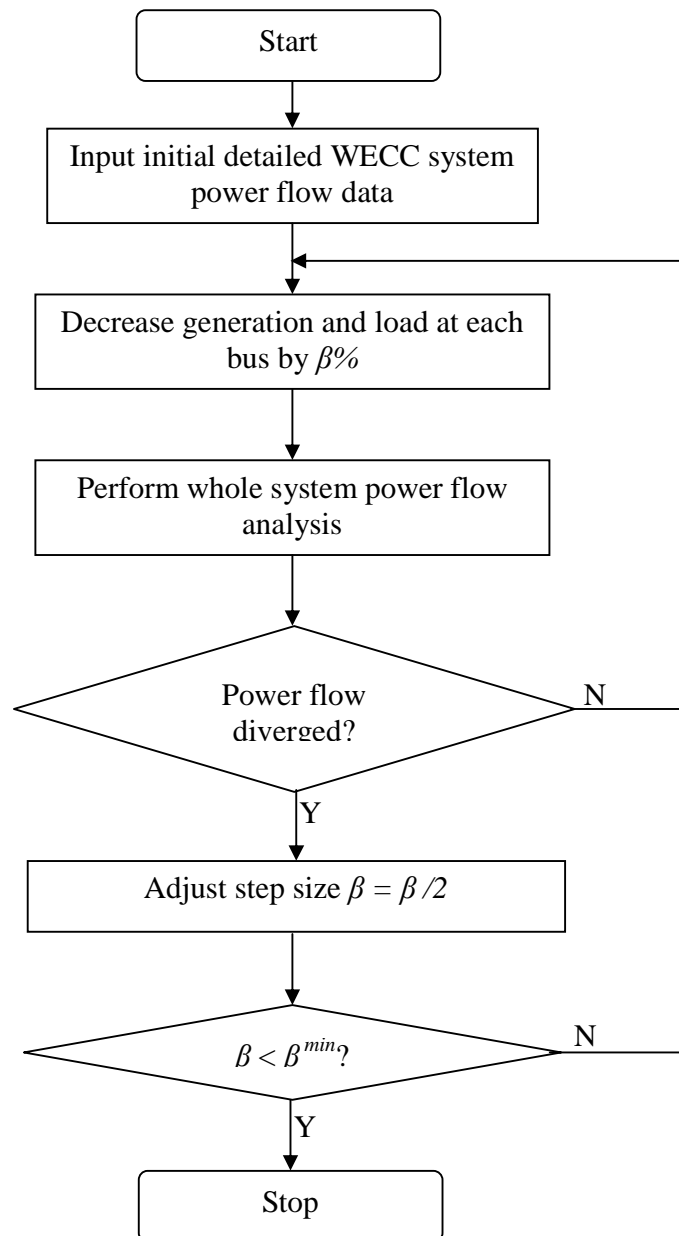 Start
Input initial detailed WECC system
power flow data
Decrease generation and load at each
bus by β%
Perform whole system power flow
analysis
Power flow
diverged?
N
Y
Adjust step size β = β /2
β < β^min?
N
Y
Stop